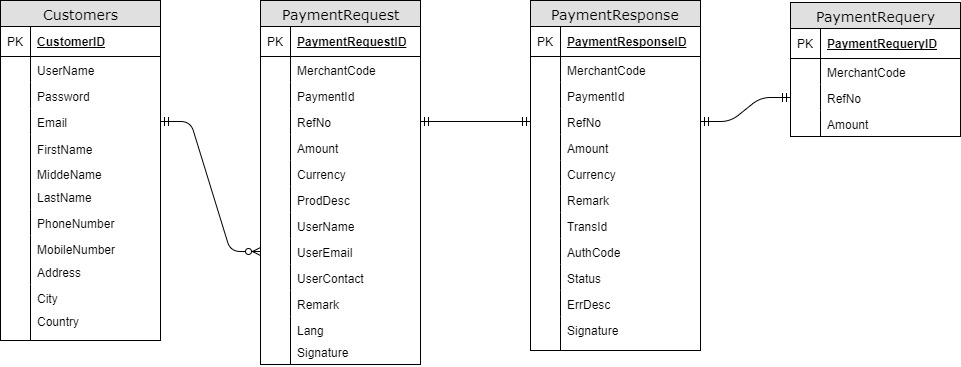 Customers
PK CustomerID
UserName
Password
Email
FirstName
MiddeName
LastName
PhoneNumber
MobileNumber
Address
City
Country
PaymentRequest
PK PaymentRequestID
MerchantCode
PaymentId
RefNo
Amount
Currency
ProdDesc
UserName
UserEmail
UserContact
Remark
Lang
Signature
PaymentResponse
PK PaymentResponseID
MerchantCode
PaymentId
RefNo
Amount
Currency
Remark
TransId
AuthCode
Status
ErrDesc
Signature
PaymentRequery
PK PaymentRequeryID
MerchantCode
RefNo
Amount